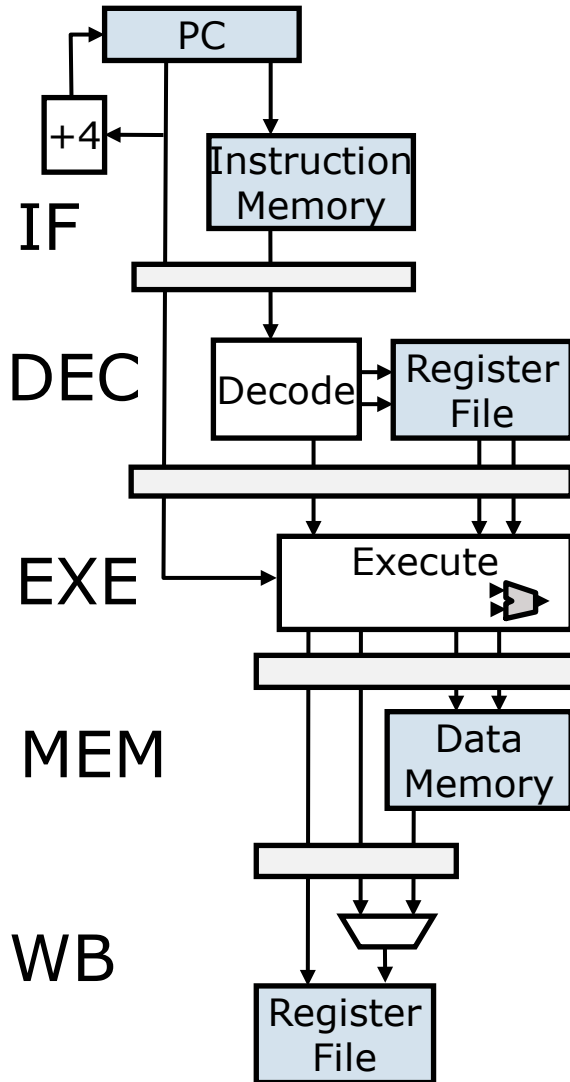 PC
+4
Instruction
Memory
IF
DEC
Decode
Register
File
EXE
Execute
MEM
Data
Memory
WB
Register
File